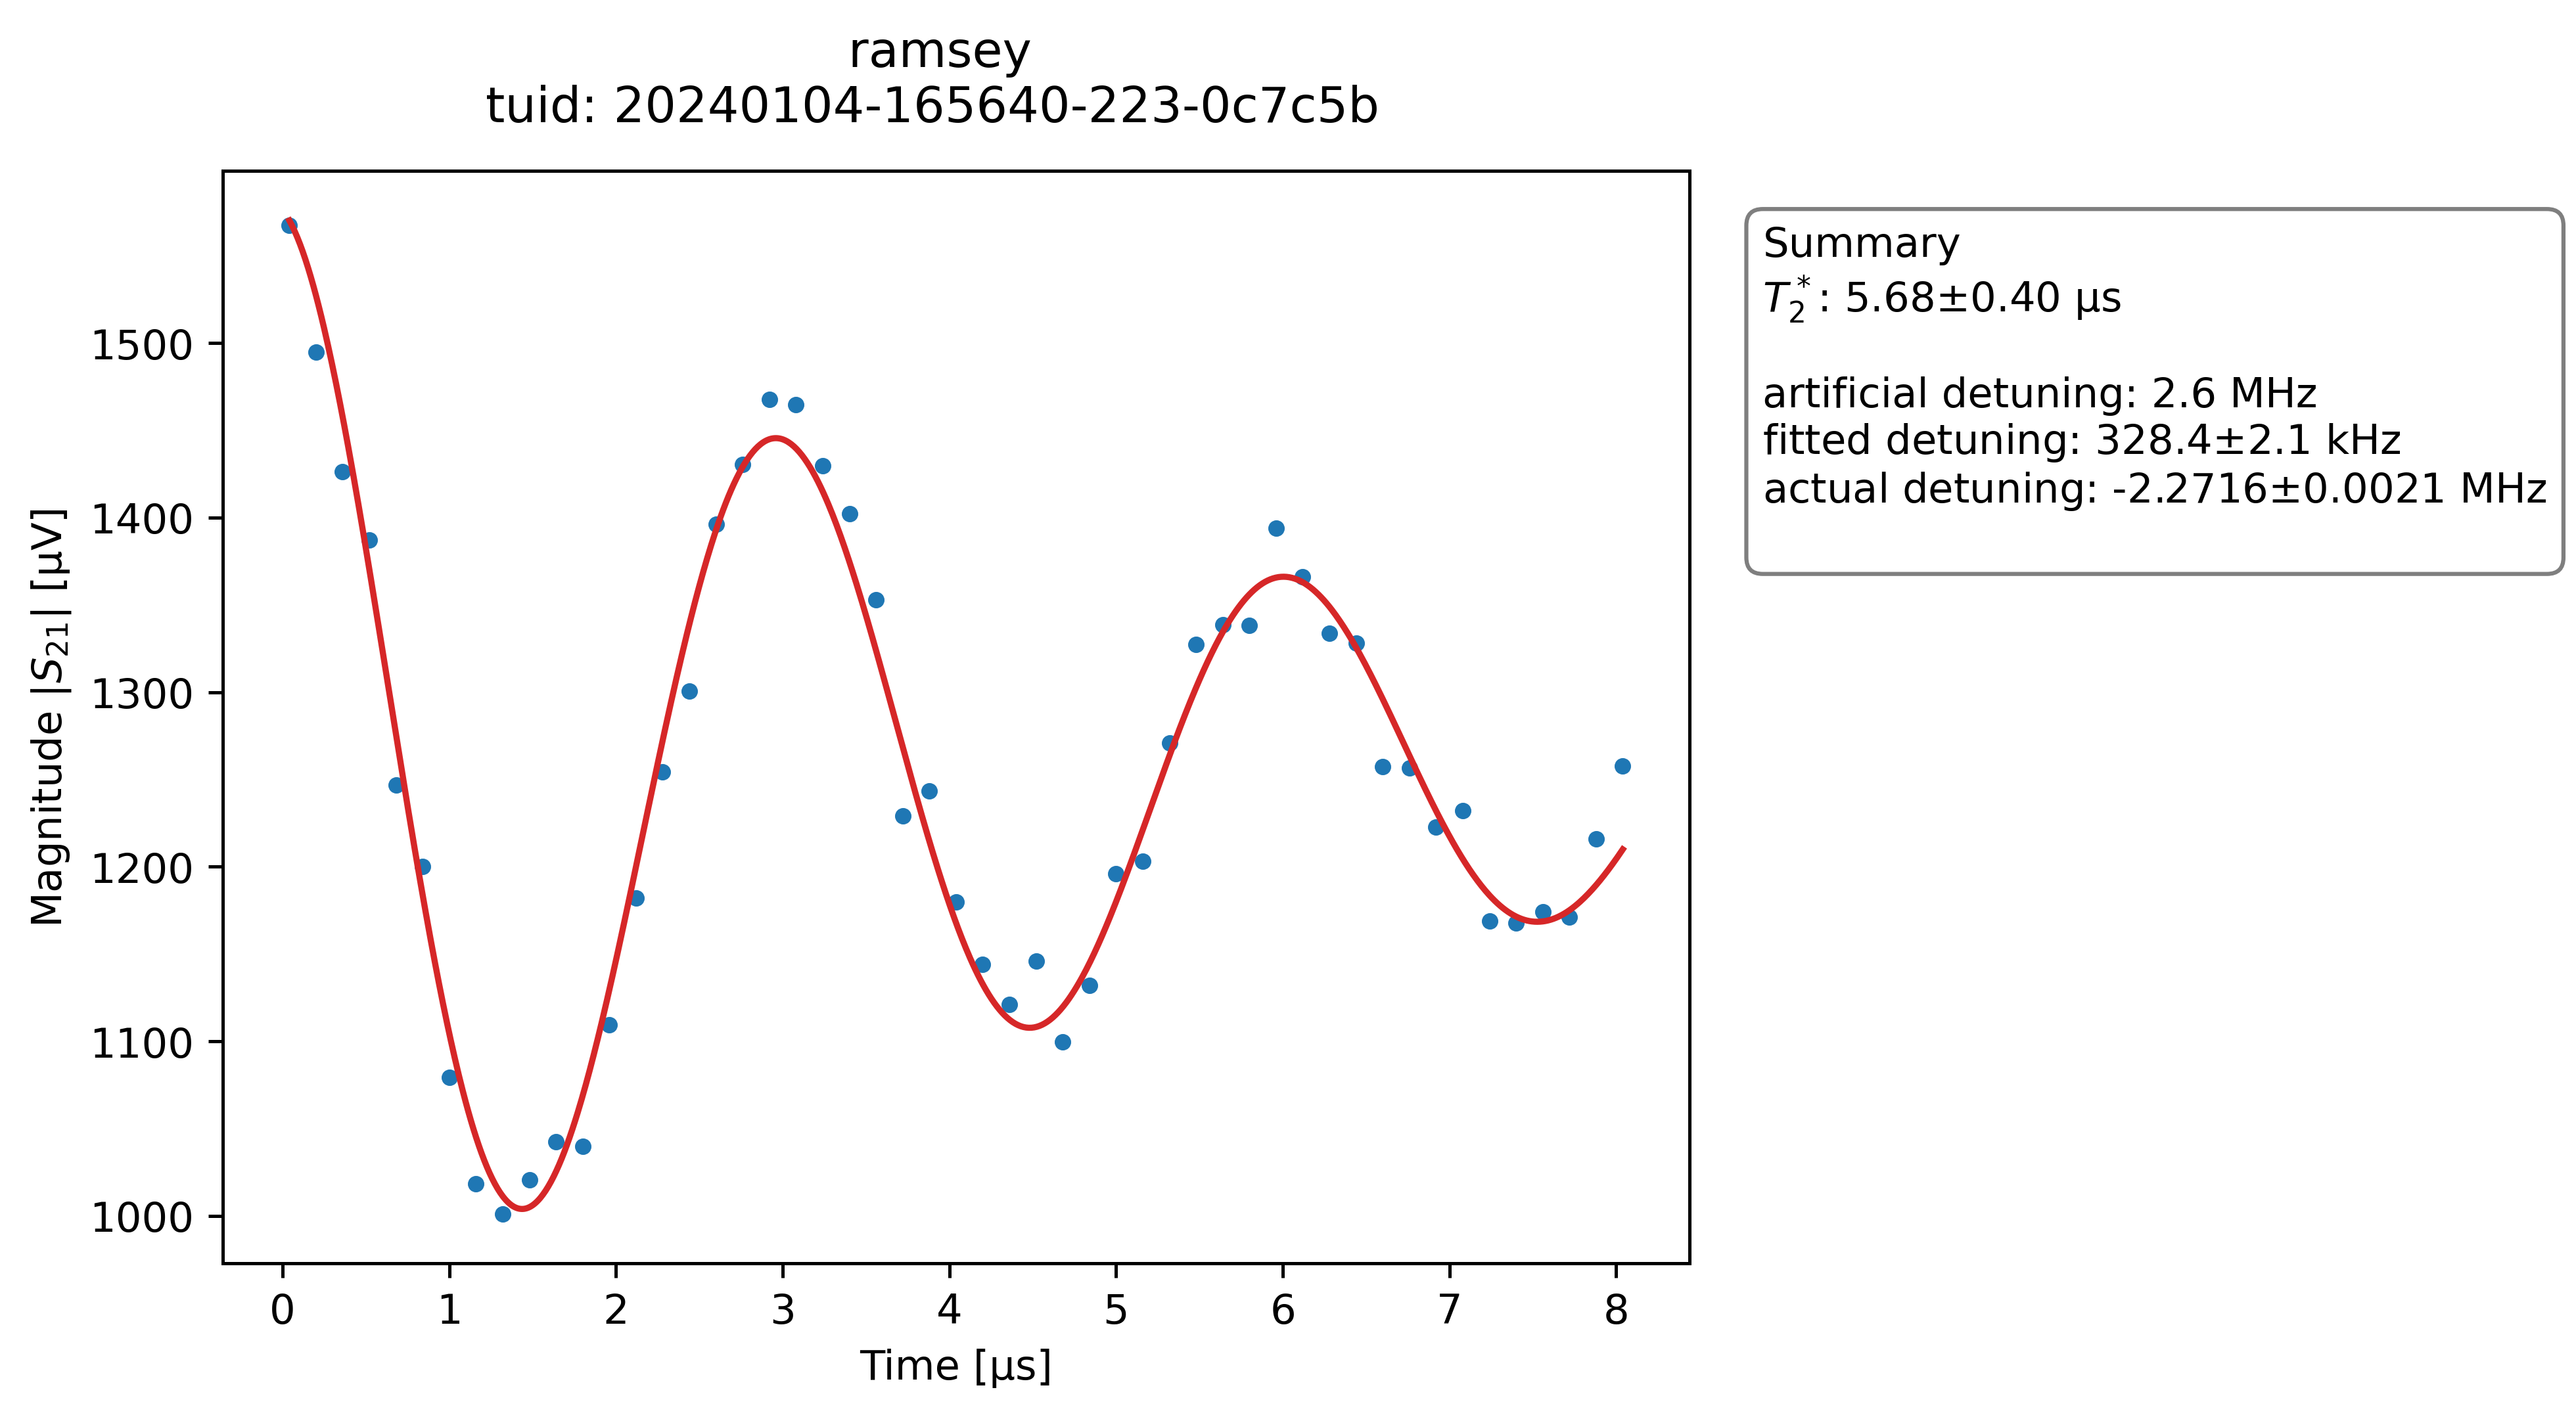 ramsey
tuid: 20240104-165640-223-0c7c5b
Magnitude |S21| [µV]
1500
1400
1300
1200
1100
1000
0 1 2 3 4 5 6 7 8
Time [µs]
Summary
T2*: 5.68±0.40 µs
artificial detuning: 2.6 MHz
fitted detuning: 328.4±2.1 kHz
actual detuning: -2.2716±0.0021 MHz